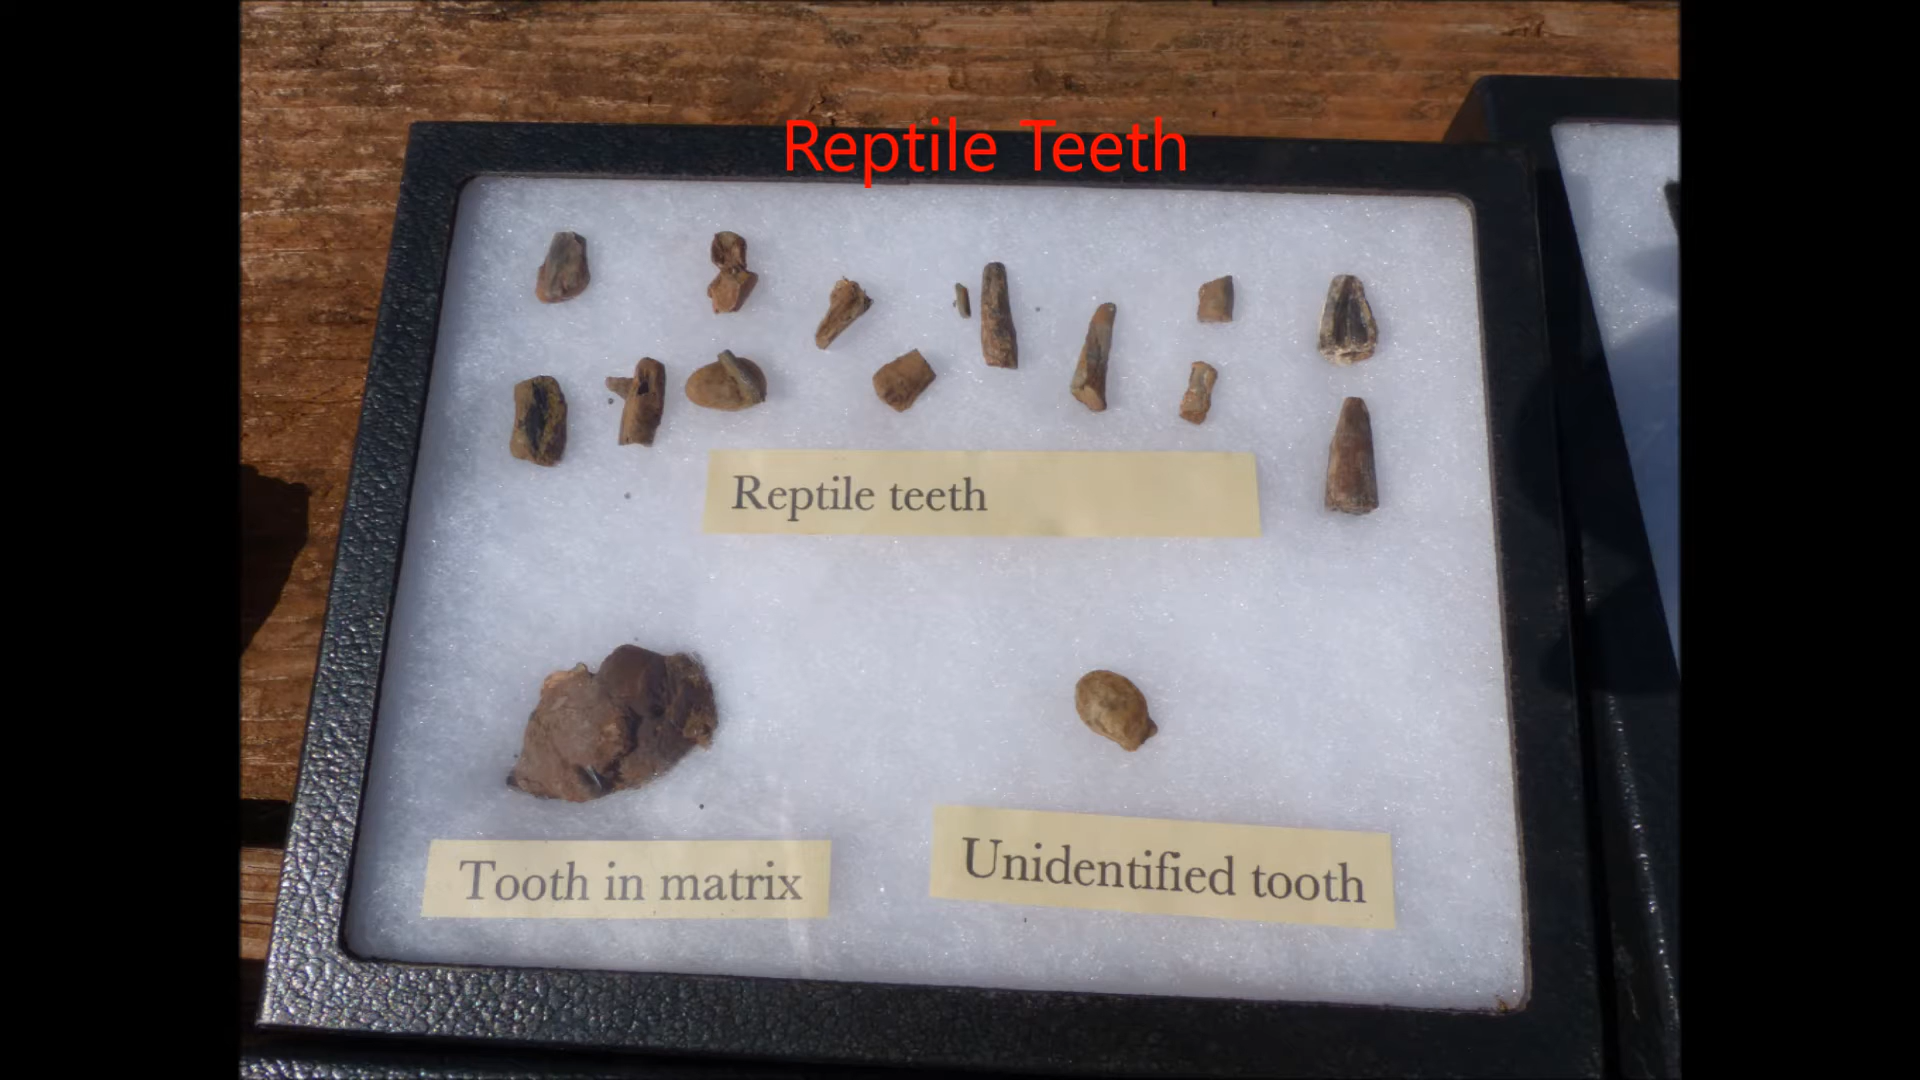 Reptile Teeth
Reptile teeth
Tooth in matrix
Unidentified tooth